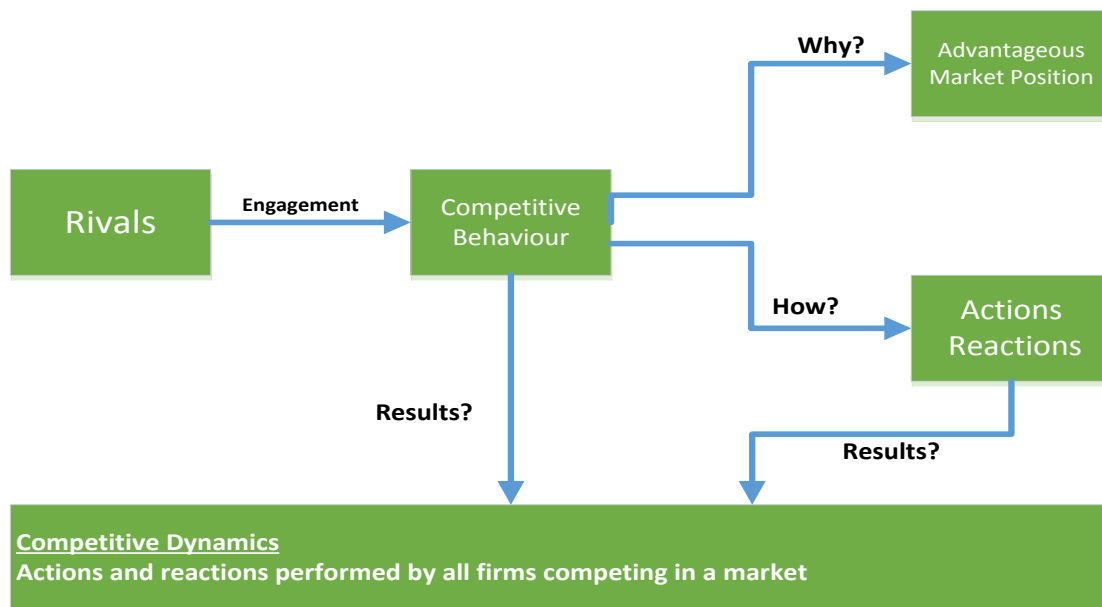 Why?
Advantageous
Market Position
Rivals
Engagement
Competitive
Behaviour
How?
Actions
Reactions
Results?
Results?
Competitive Dynamics
Actions and reactions performed by all firms competing in a market